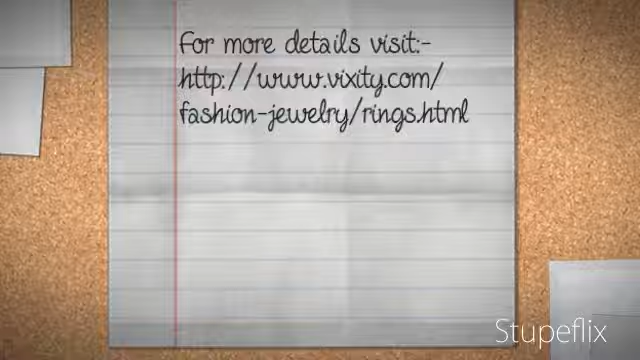 For more details visit:-
http://www.vixity.com/
fashion-jewelry/rings.html
Stupeflix